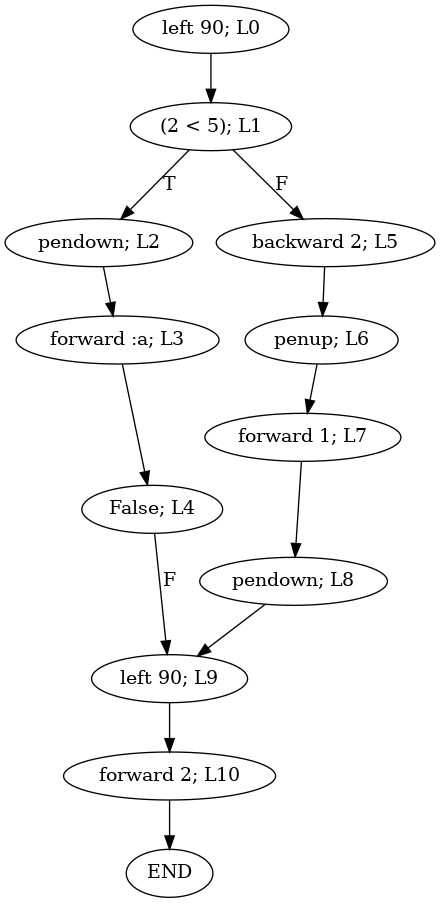 left 90; L0
(2 < 5); L1
T
F
pendown; L2
backward 2; L5
forward :a; L3
penup; L6
forward 1; L7
False; L4
F
pendown; L8
left 90; L9
forward 2; L10
END